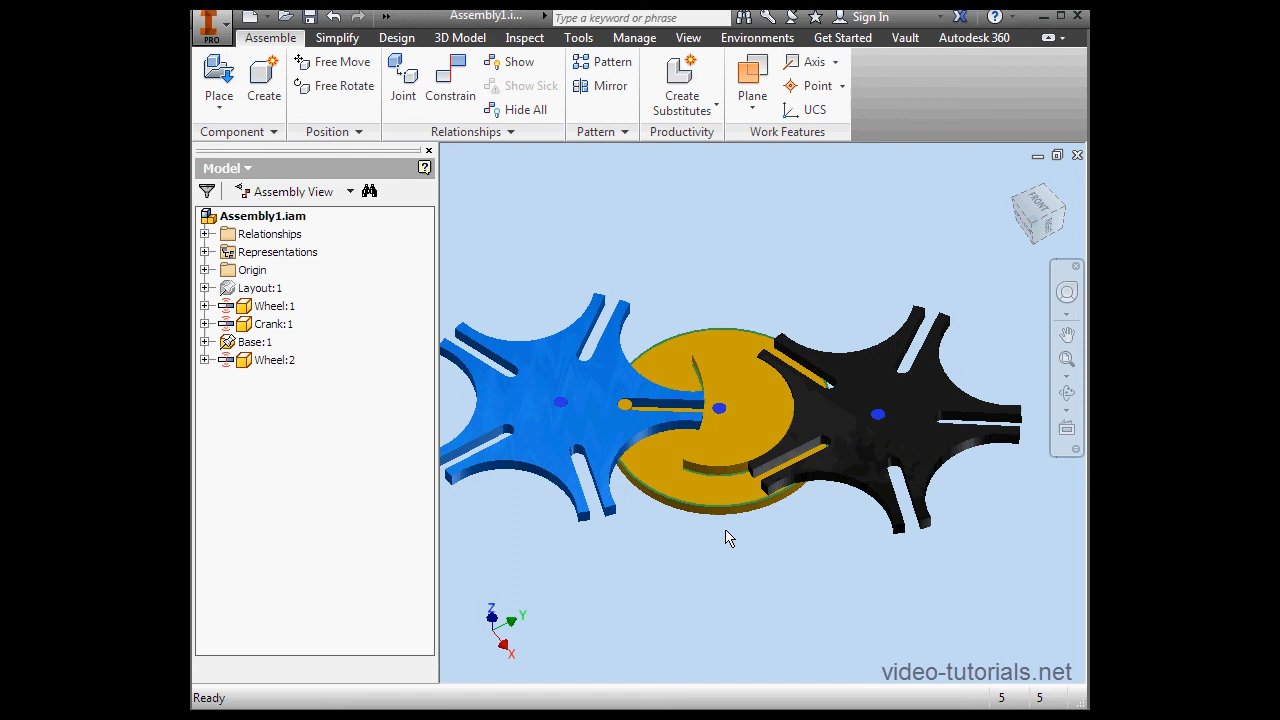 Assembly1.i...
Type a keyword or phrase
Sign In
PRO
Assemble Simplify Design 3D Model Inspect Tools Manage View Environments Get Started Vault Autodesk 360
Place
Create
Free Move
Free Rotate
Joint
Constrain
Show
Show Sick
Hide All
Pattern
Mirror
Create
Substitutes
Plane
Axis
Point
UCS
Component Position Relationships Pattern Productivity Work Features
Model
Assembly View
Assembly1.iam
Relationships
Representations
Origin
Layout:1
Wheel:1
Crank:1
Base:1
Wheel:2
FRONT
Z
Y
X
video-tutorials.net
Ready
5 5